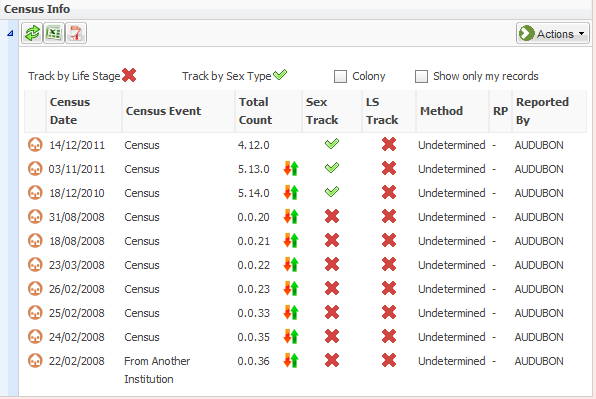 Census Info
Actions
Track by Life Stage Track by Sex Type Colony Show only my records
Census Date Census Event Total Count Sex Track LS Track Method RP Reported By
14/12/2011 Census 4.12.0 Undetermined - AUDUBON
03/11/2011 Census 5.13.0 Undetermined - AUDUBON
18/12/2010 Census 5.14.0 Undetermined - AUDUBON
31/08/2008 Census 0.0.20 Undetermined - AUDUBON
18/08/2008 Census 0.0.21 Undetermined - AUDUBON
23/03/2008 Census 0.0.22 Undetermined - AUDUBON
26/02/2008 Census 0.0.23 Undetermined - AUDUBON
25/02/2008 Census 0.0.33 Undetermined - AUDUBON
24/02/2008 Census 0.0.35 Undetermined - AUDUBON
22/02/2008 From Another Institution 0.0.36 Undetermined - AUDUBON